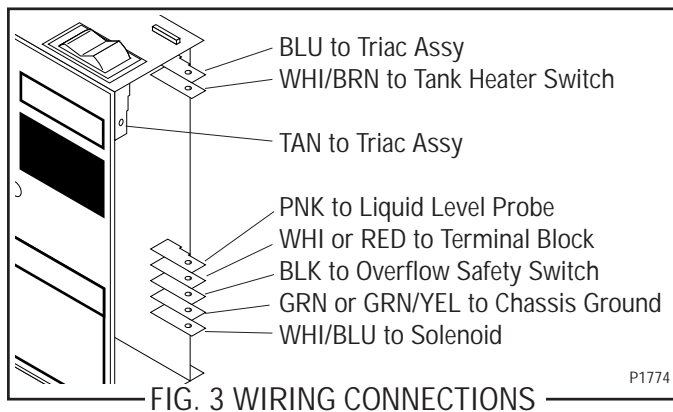 BLU to Triac Assy
WHI/BRN to Tank Heater Switch
TAN to Triac Assy
PNK to Liquid Level Probe
WHI or RED to Terminal Block
BLK to Overflow Safety Switch
GRN or GRN/YEL to Chassis Ground
WHI/BLU to Solenoid
P1774
FIG. 3 WIRING CONNECTIONS